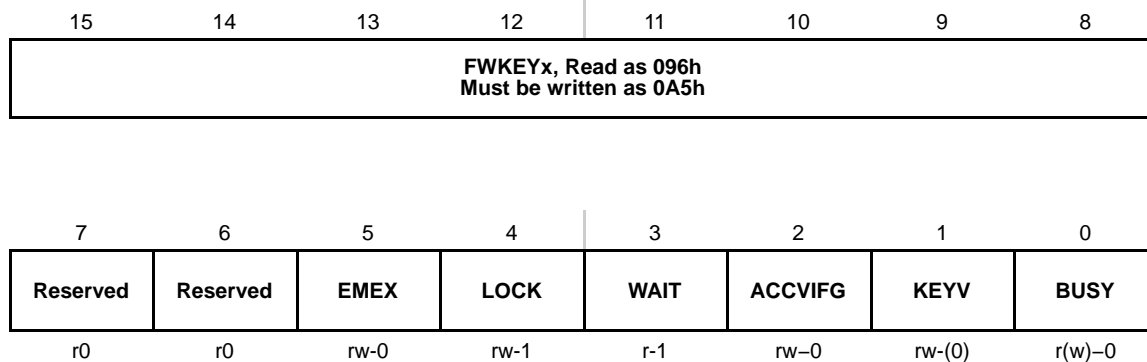 15 14 13 12 11 10 9 8
FWKEYx, Read as 096h
Must be written as 0A5h
7 6 5 4 3 2 1 0
Reserved Reserved EMEX LOCK WAIT ACCVIFG KEYV BUSY
r0 r0 rw-0 rw-1 r-1 rw−0 rw-(0) r(w)−0